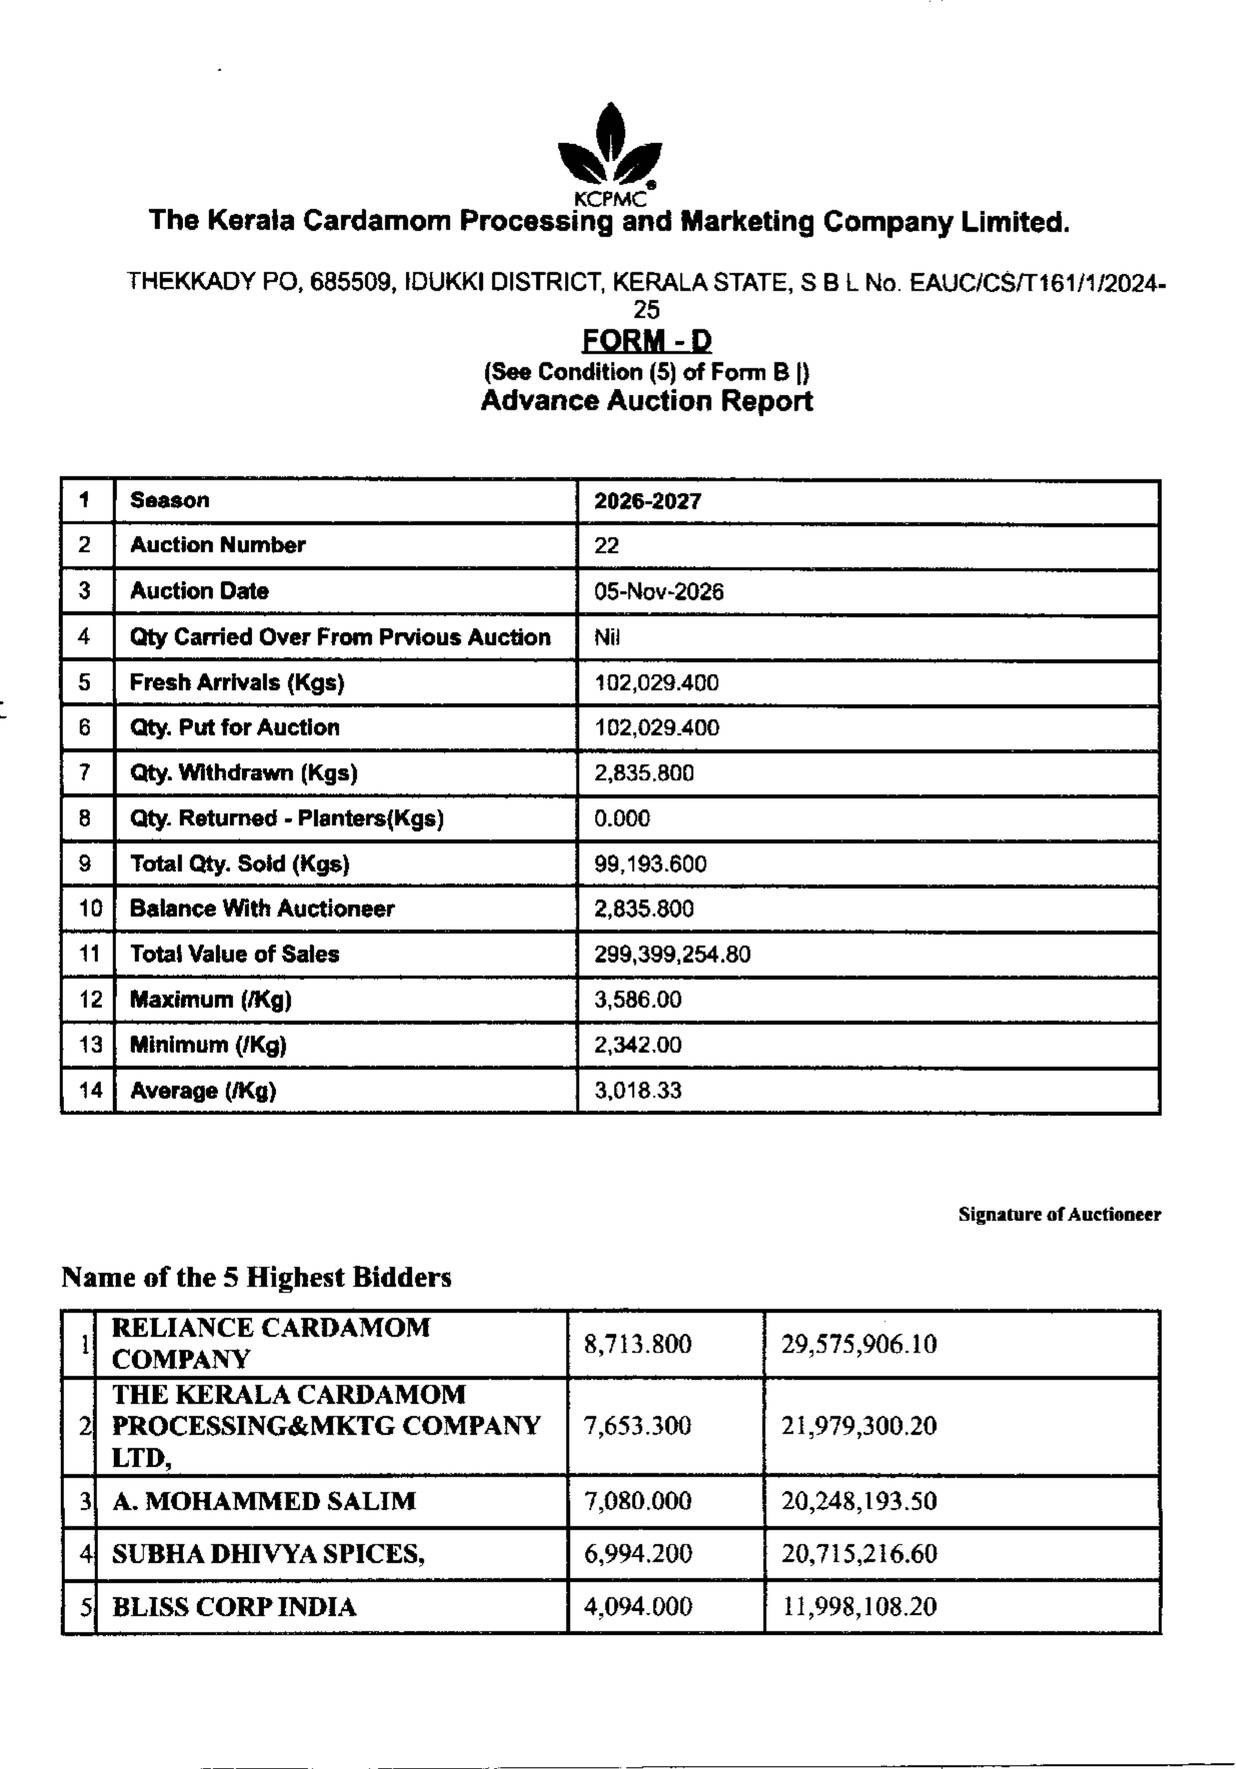 KCPMC
The Kerala Cardamom Processing and Marketing Company Limited.
THEKKADY PO, 685509, IDUKKI DISTRICT, KERALA STATE, S B L No. EAUC/CS/T161/1/2024-
25
FORM - D
(See Condition (5) of Form B |)
Advance Auction Report
1 Season 2026-2027
2 Auction Number 22
3 Auction Date 05-Nov-2026
4 Qty Carried Over From Prvious Auction Nil
5 Fresh Arrivals (Kgs) 102,029.400
6 Qty. Put for Auction 102,029.400
7 Qty. Withdrawn (Kgs) 2,835.800
8 Qty. Returned - Planters(Kgs) 0.000
9 Total Qty. Sold (Kgs) 99,193.600
10 Balance With Auctioneer 2,835.800
11 Total Value of Sales 299,399,254.80
12 Maximum (/Kg) 3,586.00
13 Minimum (/Kg) 2,342.00
14 Average (/Kg) 3,018.33
Signature of Auctioneer
Name of the 5 Highest Bidders
1 RELIANCE CARDAMOM
COMPANY 8,713.800 29,575,906.10
THE KERALA CARDAMOM
2 PROCESSING&MKTG COMPANY 7,653.300 21,979,300.20
LTD,
3 A. MOHAMMED SALIM 7,080.000 20,248,193.50
4 SUBHA DHIVYA SPICES, 6,994.200 20,715,216.60
5 BLISS CORP INDIA 4,094.000 11,998,108.20